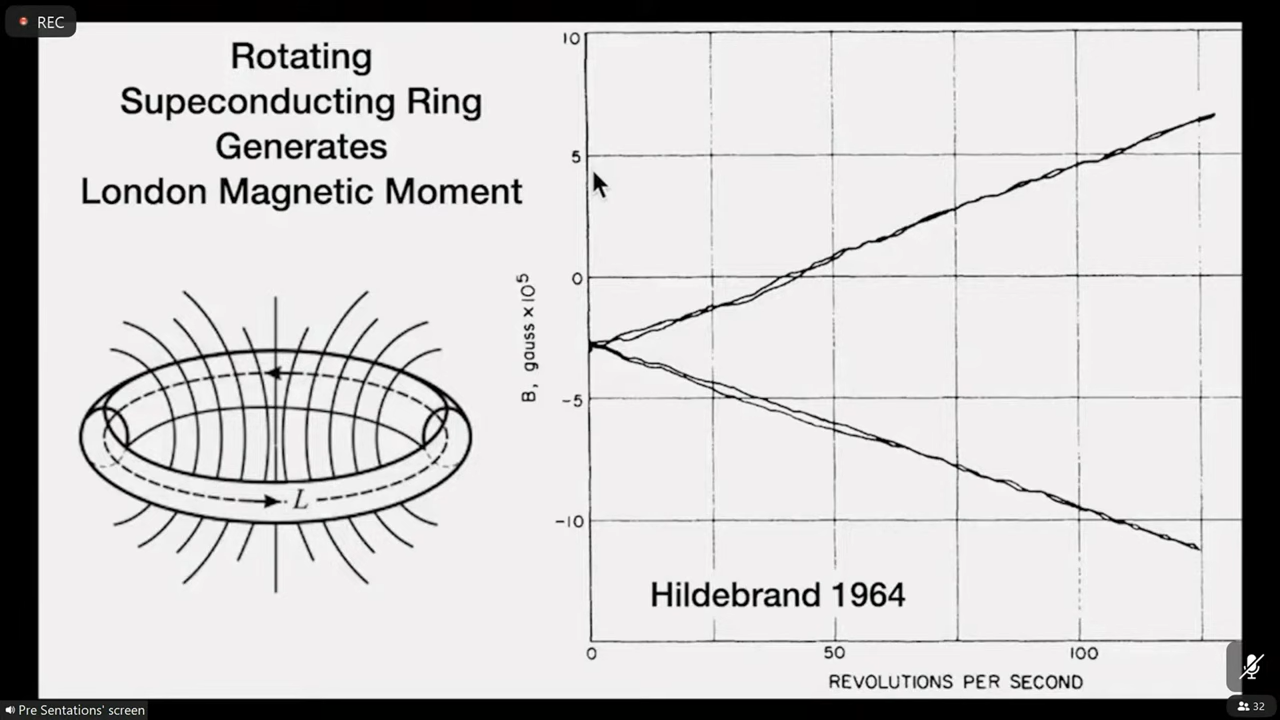 REC
Rotating
Supeconducting Ring
Generates
London Magnetic Moment
L
10
5
0
-5
-10
B, gauss x 10⁵
0
50
100
REVOLUTIONS PER SECOND
Hildebrand 1964
Pre Sentations' screen
32